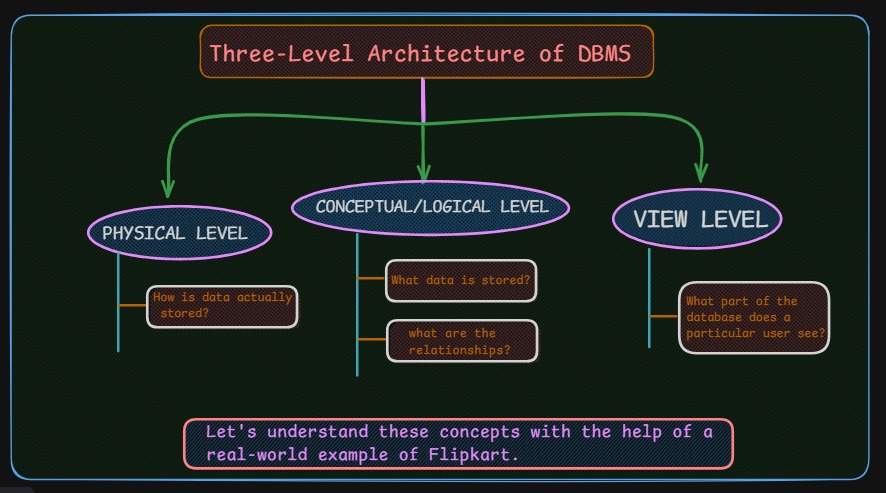 Three-Level Architecture of DBMS
PHYSICAL LEVEL
How is data actually
stored?
CONCEPTUAL/LOGICAL LEVEL
What data is stored?
what are the
relationships?
VIEW LEVEL
What part of the
database does a
particular user see?
Let's understand these concepts with the help of a
real-world example of Flipkart.